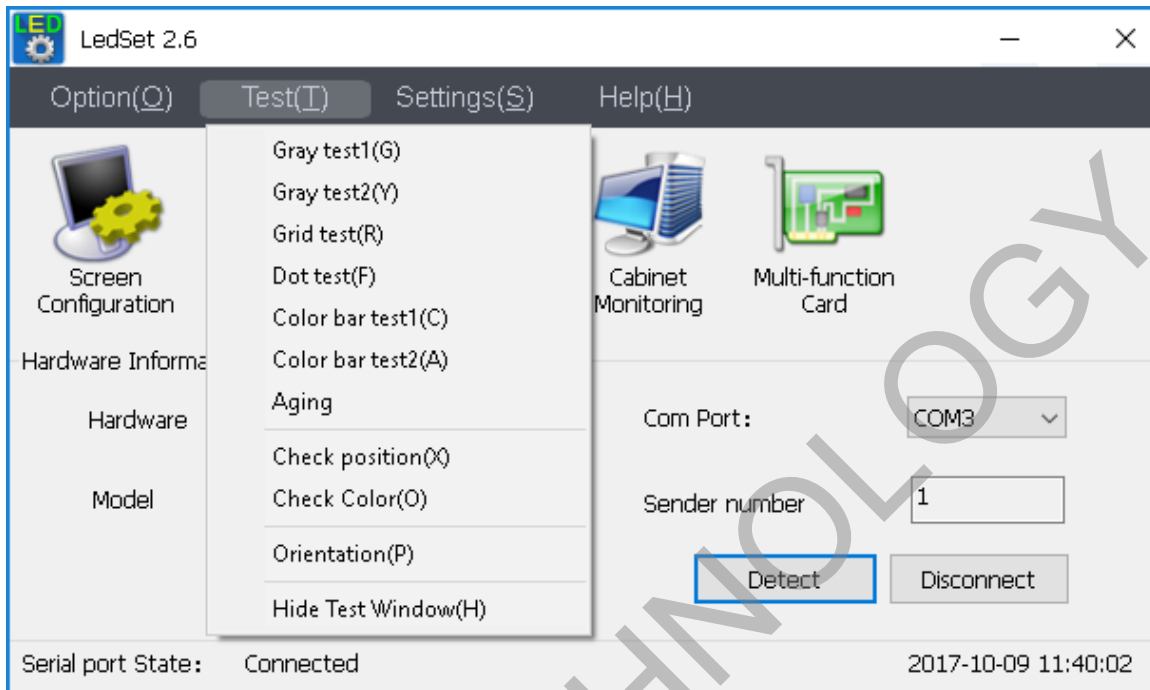 LED
LedSet 2.6
Option(O) Test(T) Settings(S) Help(H)
Gray test1(G)
Gray test2(Y)
Grid test(R)
Dot test(F)
Color bar test1(C)
Color bar test2(A)
Aging
Check position(X)
Check Color(O)
Orientation(P)
Hide Test Window(H)
Screen
Configuration
Cabinet
Monitoring
Multi-function
Card
Hardware Informa
Hardware
Model
Com Port: COM3
Sender number 1
Detect Disconnect
Serial port State: Connected 2017-10-09 11:40:02
HNOLOGY